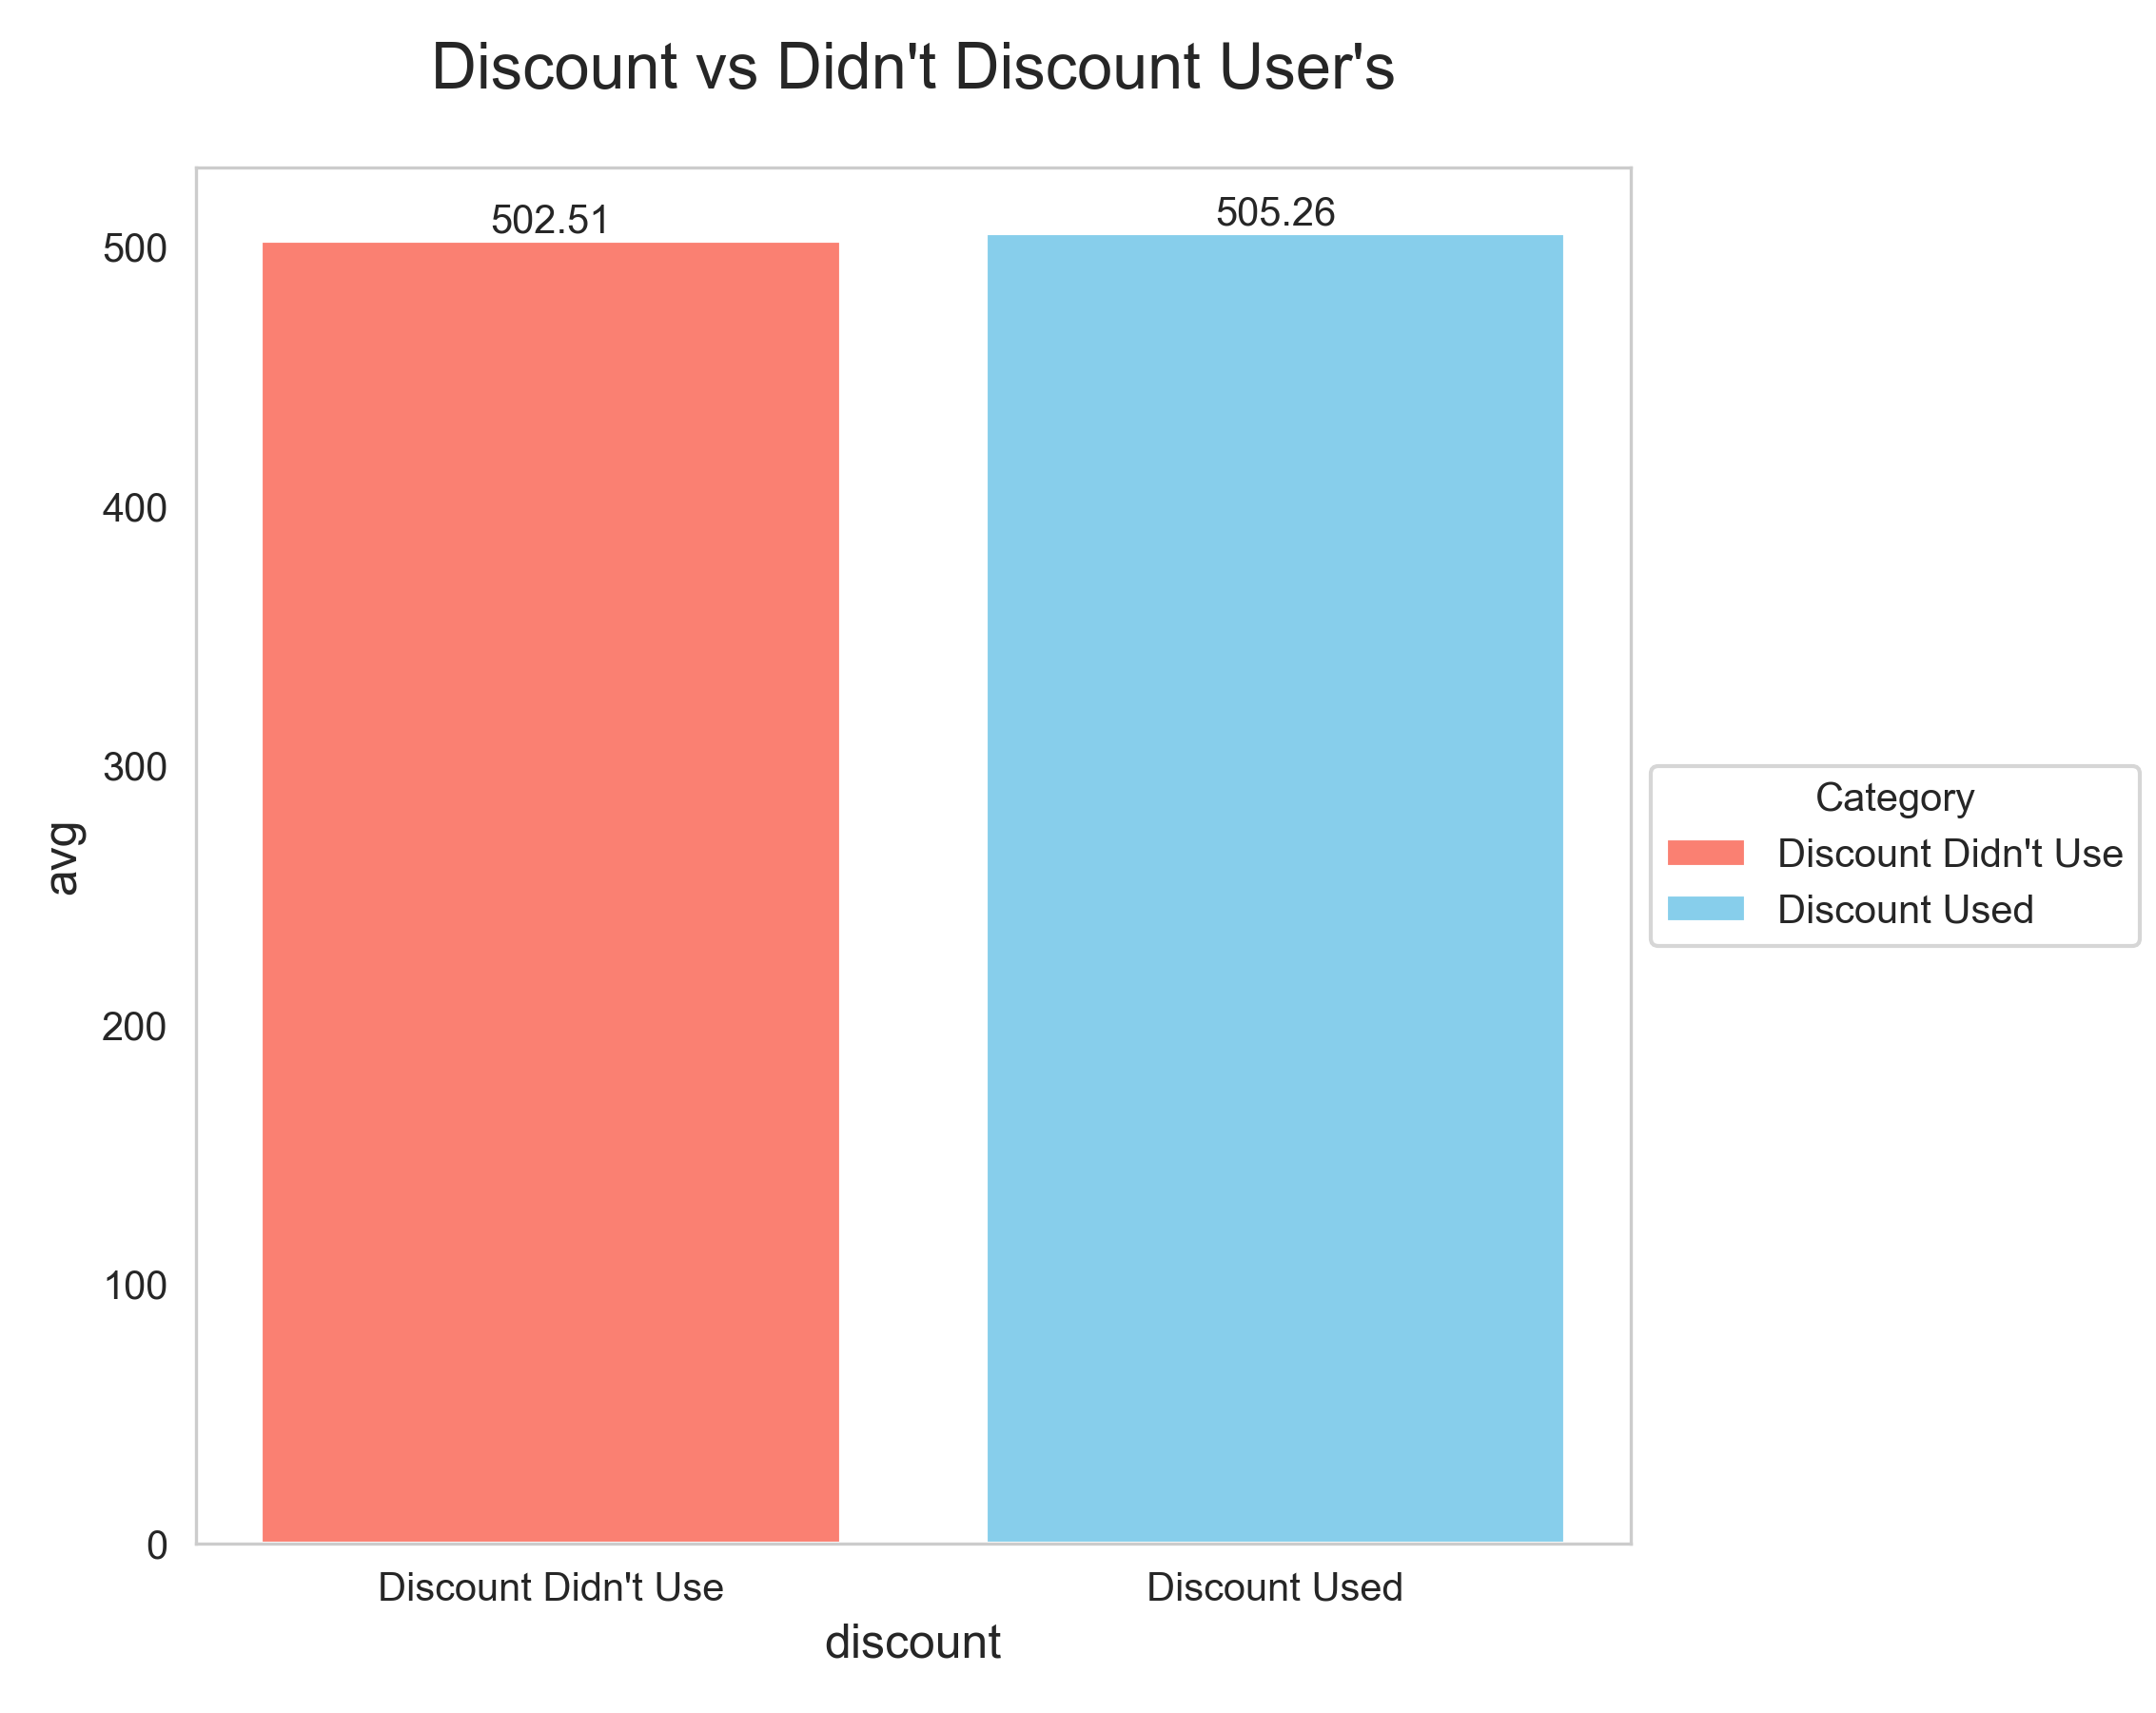 Discount vs Didn't Discount User's
502.51
505.26
500
400
300
200
100
0
avg
Discount Didn't Use
Discount Used
discount
Category
Discount Didn't Use
Discount Used